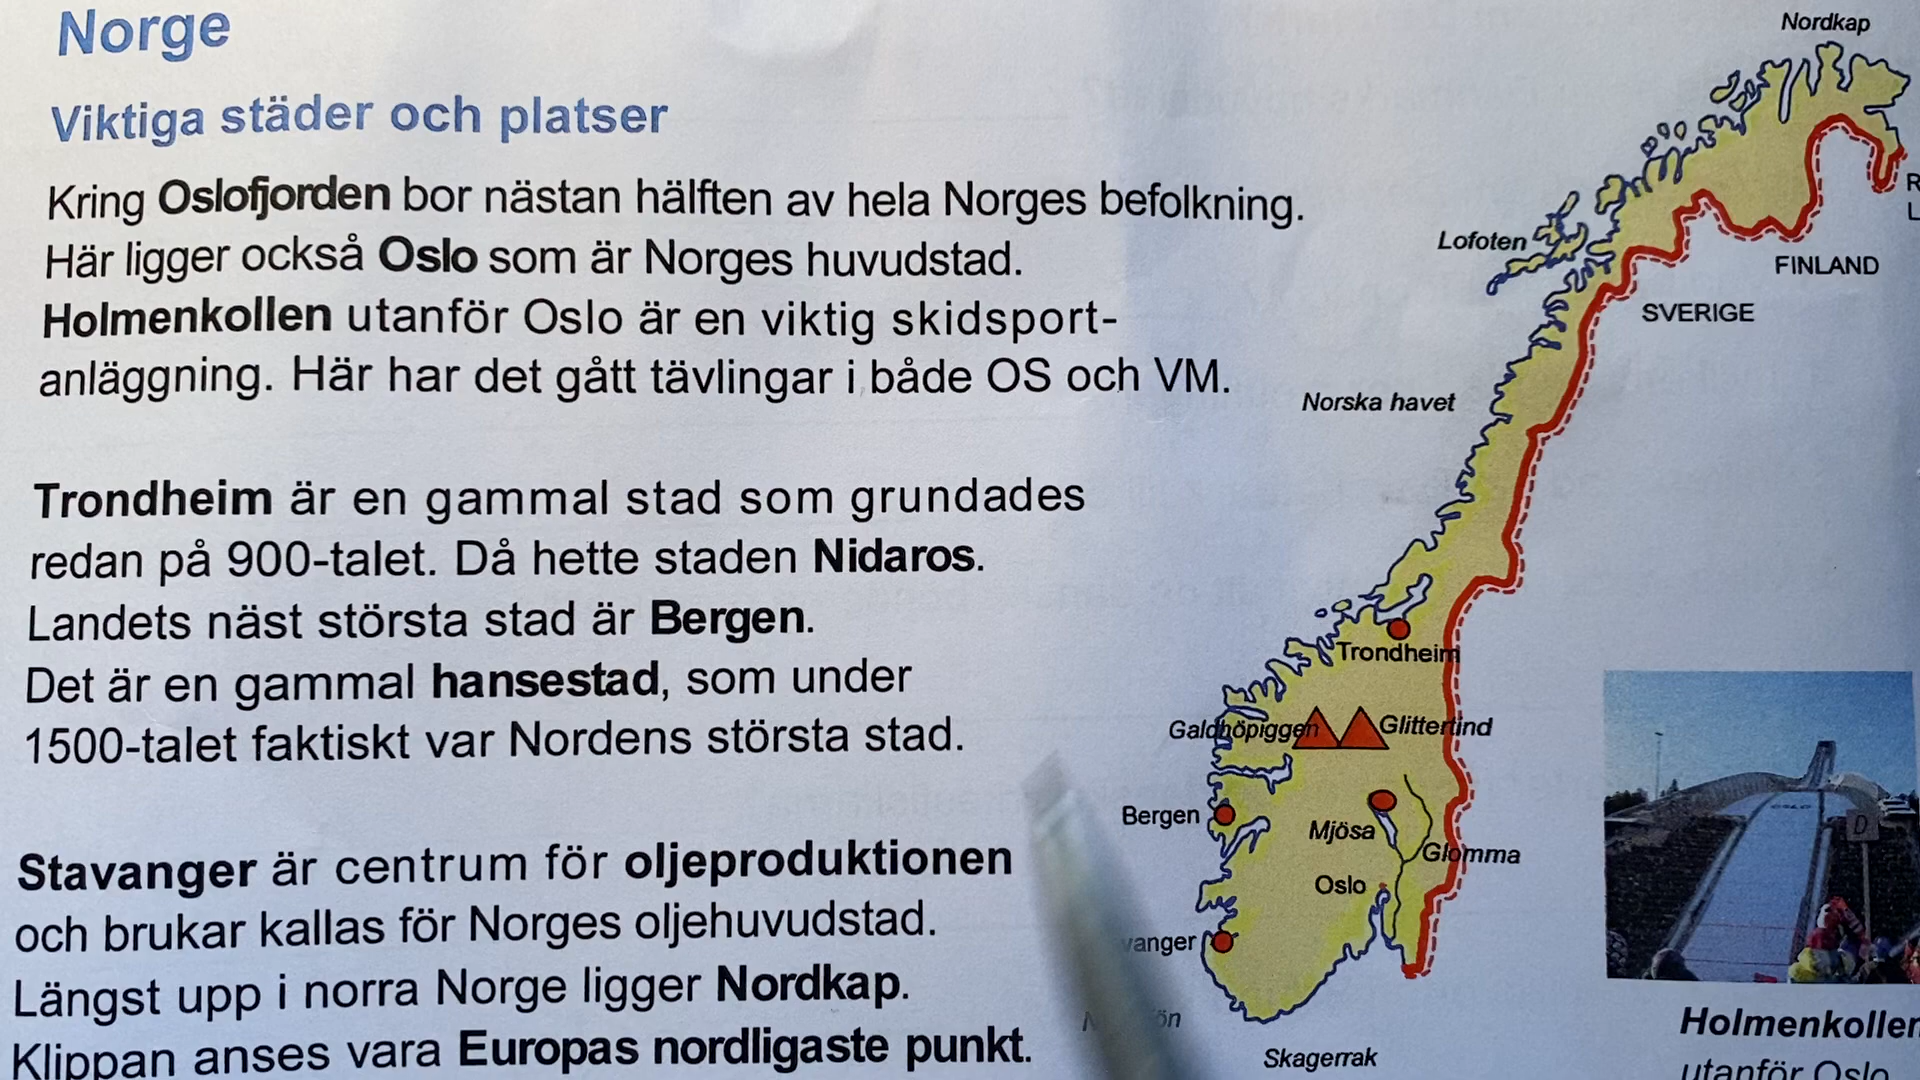 Norge
Viktiga städer och platser
Kring Oslofjorden bor nästan hälften av hela Norges befolkning.
Här ligger också Oslo som är Norges huvudstad.
Holmenkollen utanför Oslo är en viktig skidsport-
anläggning. Här har det gått tävlingar i både OS och VM.
Trondheim är en gammal stad som grundades
redan på 900-talet. Då hette staden Nidaros.
Landets näst största stad är Bergen.
Det är en gammal hansestad, som under
1500-talet faktiskt var Nordens största stad.
Stavanger är centrum för oljeproduktionen
och brukar kallas för Norges oljehuvudstad.
Längst upp i norra Norge ligger Nordkap.
Klippan anses vara Europas nordligaste punkt.
Nordkap
Lofoten
FINLAND
SVERIGE
Norska havet
Trondheim
Galdhöpiggen
Glittertind
Bergen
Mjösa
Glomma
Oslo
vanger
Skagerrak
OSLO
D
Holmenkollen
utanför Oslo